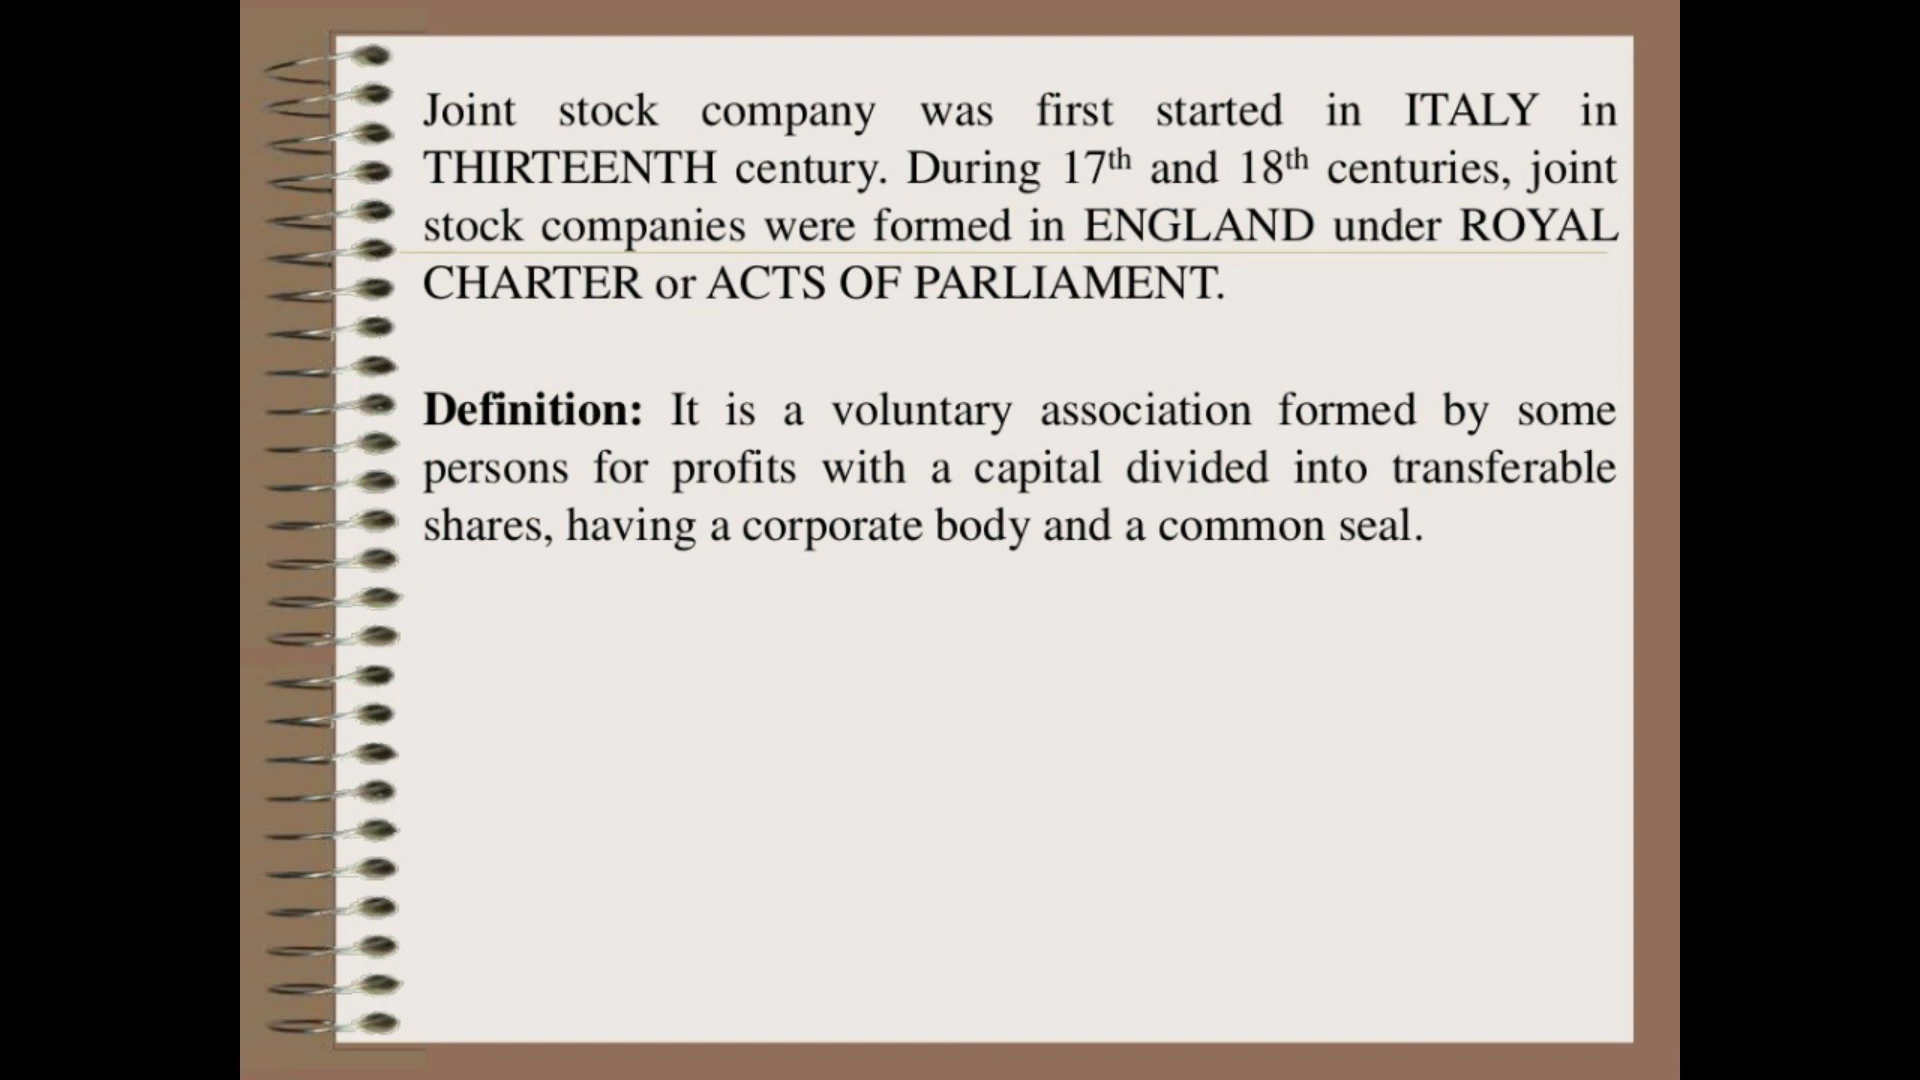 Joint stock company was first started in ITALY in
THIRTEENTH century. During 17th and 18th centuries, joint
stock companies were formed in ENGLAND under ROYAL
CHARTER or ACTS OF PARLIAMENT.
Definition: It is a voluntary association formed by some
persons for profits with a capital divided into transferable
shares, having a corporate body and a common seal.